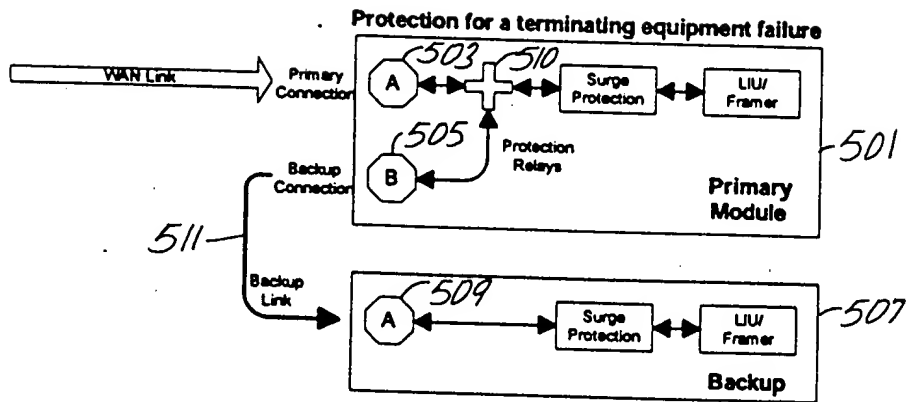 Protection for a terminating equipment failure
WAN Link
Primary
Connection
A
503
510
Surge
Protection
LIU/
Framer
505
B
Protection
Relays
Backup
Connection
Primary
Module
501
511
Backup
Link
A
509
Surge
Protection
LIU/
Framer
507
Backup